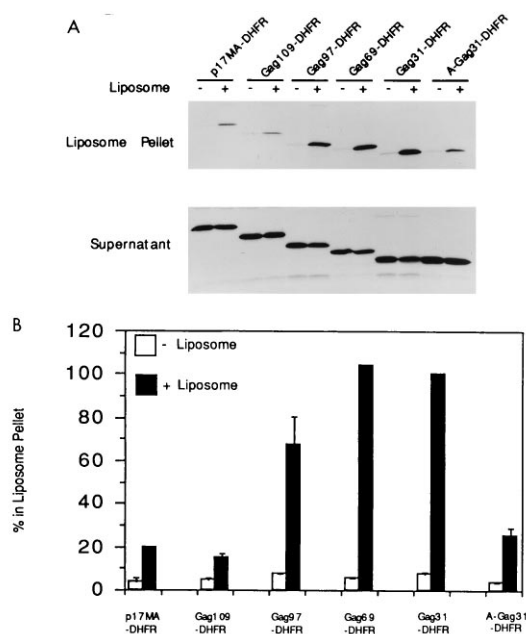 A
p17MA-DHFR
Gag109-DHFR
Gag97-DHFR
Gag69-DHFR
Gag31-DHFR
A-Gag31-DHFR
Liposome - + - + - + - + - + - +
Liposome Pellet
Supernatant
B
120
100
80
60
40
20
0
% in Liposome Pellet
- Liposome
+ Liposome
p17MA Gag109 Gag97 Gag69 Gag31 A-Gag31
-DHFR -DHFR -DHFR -DHFR -DHFR -DHFR